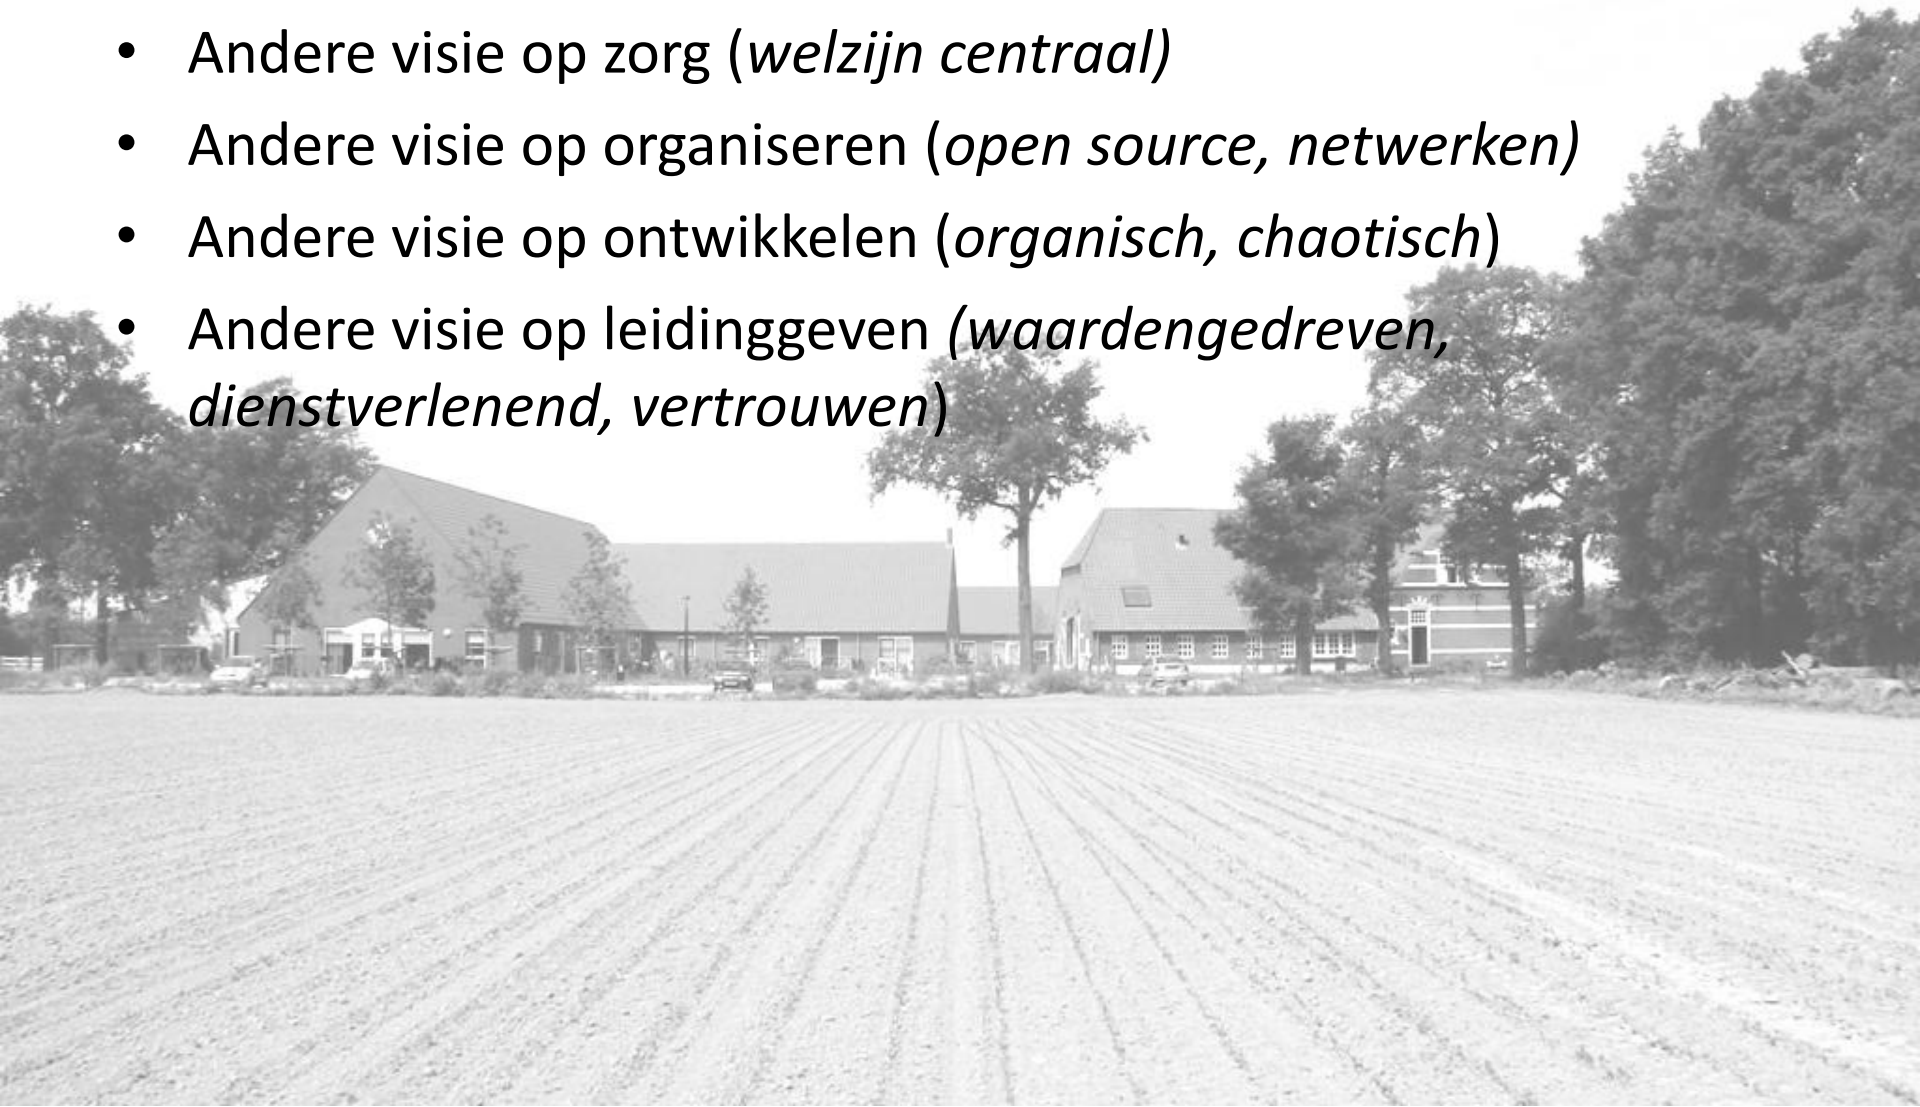 • Andere visie op zorg (welzijn centraal)
• Andere visie op organiseren (open source, netwerken)
• Andere visie op ontwikkelen (organisch, chaotisch)
• Andere visie op leidinggeven (waardengedreven,
dienstverlenend, vertrouwen)